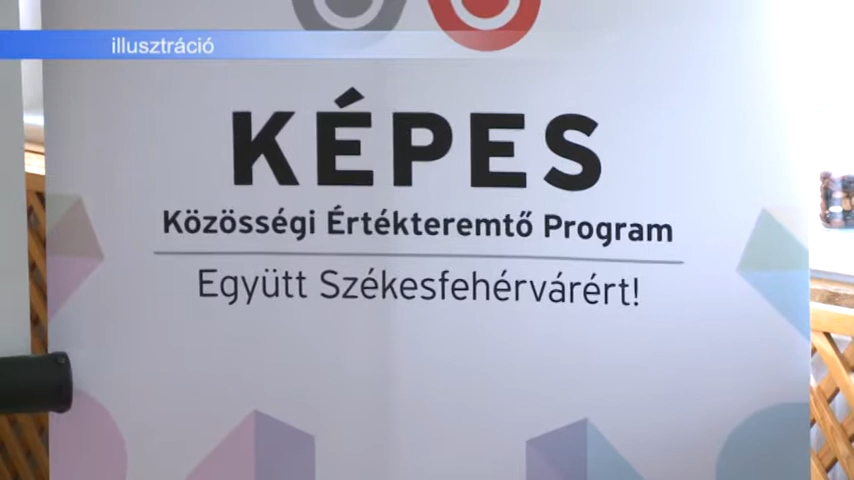 illusztráció
KÉPES
Közösségi Értékteremtő Program
Együtt Székesfehérvárért!